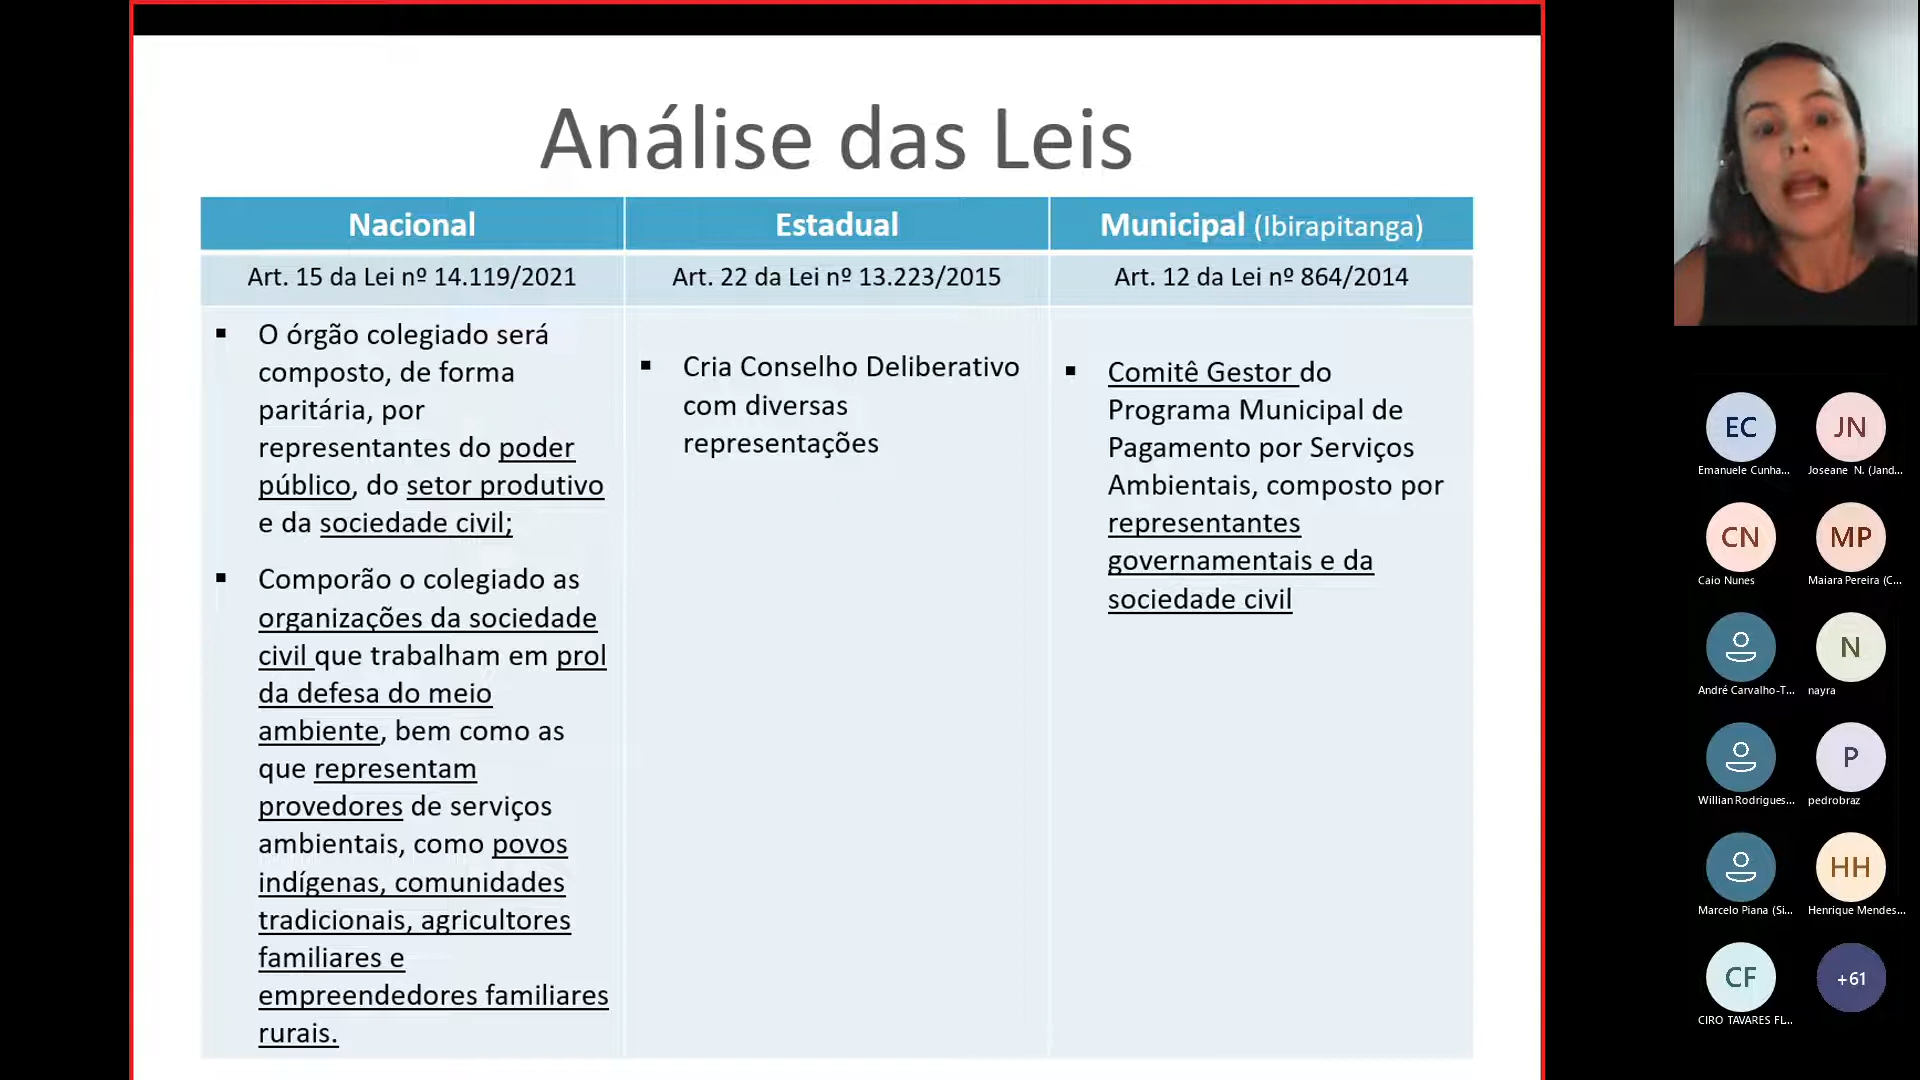 Análise das Leis
Nacional
Estadual
Municipal (Ibirapitanga)
Art. 15 da Lei nº 14.119/2021
Art. 22 da Lei nº 13.223/2015
Art. 12 da Lei nº 864/2014
▪ O órgão colegiado será
composto, de forma
paritária, por
representantes do poder
público, do setor produtivo
e da sociedade civil;
▪ Comporão o colegiado as
organizações da sociedade
civil que trabalham em prol
da defesa do meio
ambiente, bem como as
que representam
provedores de serviços
ambientais, como povos
indígenas, comunidades
tradicionais, agricultores
familiares e
empreendedores familiares
rurais.
▪ Cria Conselho Deliberativo
com diversas
representações
▪ Comitê Gestor do
Programa Municipal de
Pagamento por Serviços
Ambientais, composto por
representantes
governamentais e da
sociedade civil
EC
JN
Emanuele Cunha...
Joseane N. (Jand...
CN
MP
Caio Nunes
Maiara Pereira (C...
N
André Carvalho-T...
nayra
P
Willian Rodrigues...
pedrobraz
HH
Marcelo Piana (Si...
Henrique Mendes...
CF
+61
CIRO TAVARES FL...